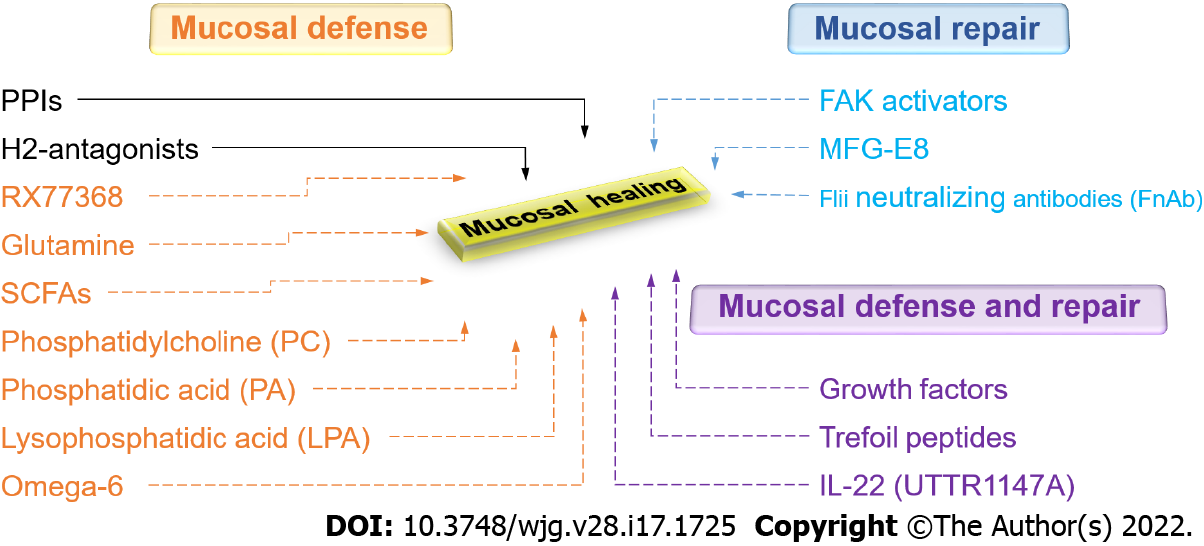 Mucosal defense
PPIs
H2-antagonists
RX77368
Glutamine
SCFAs
Phosphatidylcholine (PC)
Phosphatidic acid (PA)
Lysophosphatidic acid (LPA)
Omega-6
Mucosal healing
Mucosal repair
FAK activators
MFG-E8
Flii neutralizing antibodies (FnAb)
Mucosal defense and repair
Growth factors
Trefoil peptides
IL-22 (UTTR1147A)
DOI: 10.3748/wjg.v28.i17.1725 Copyright ©The Author(s) 2022.